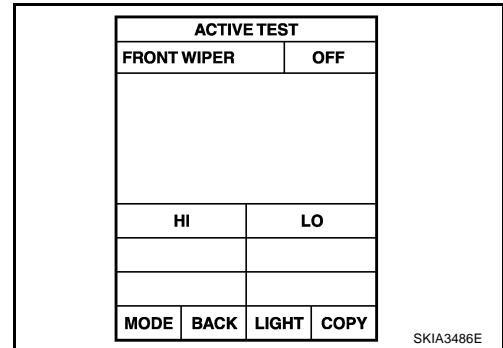 ACTIVE TEST
FRONT WIPER OFF
HI LO
MODE BACK LIGHT COPY
SKIA3486E